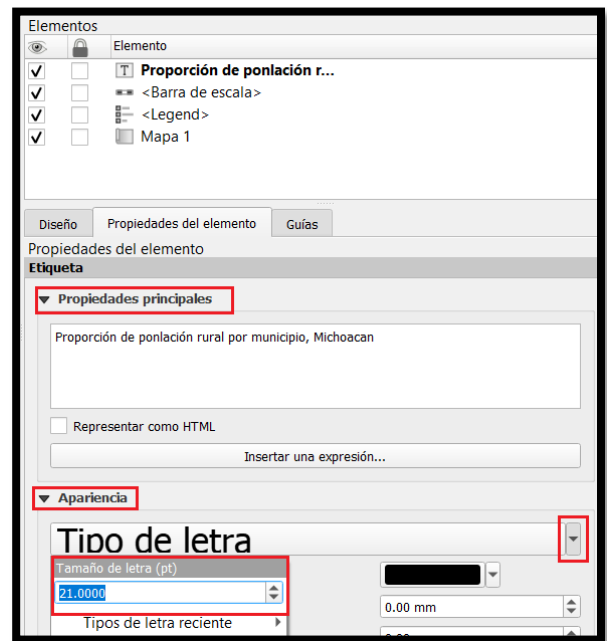 Elementos
Elemento
T Proporción de ponlación r...
<Barra de escala>
<Legend>
Mapa 1
Diseño Propiedades del elemento Guías
Propiedades del elemento
Etiqueta
Propiedades principales
Proporción de ponlación rural por municipio, Michoacan
Representar como HTML
Insertar una expresión...
Apariencia
Tipo de letra
Tamaño de letra (pt)
21.0000
0.00 mm
Tipos de letra reciente